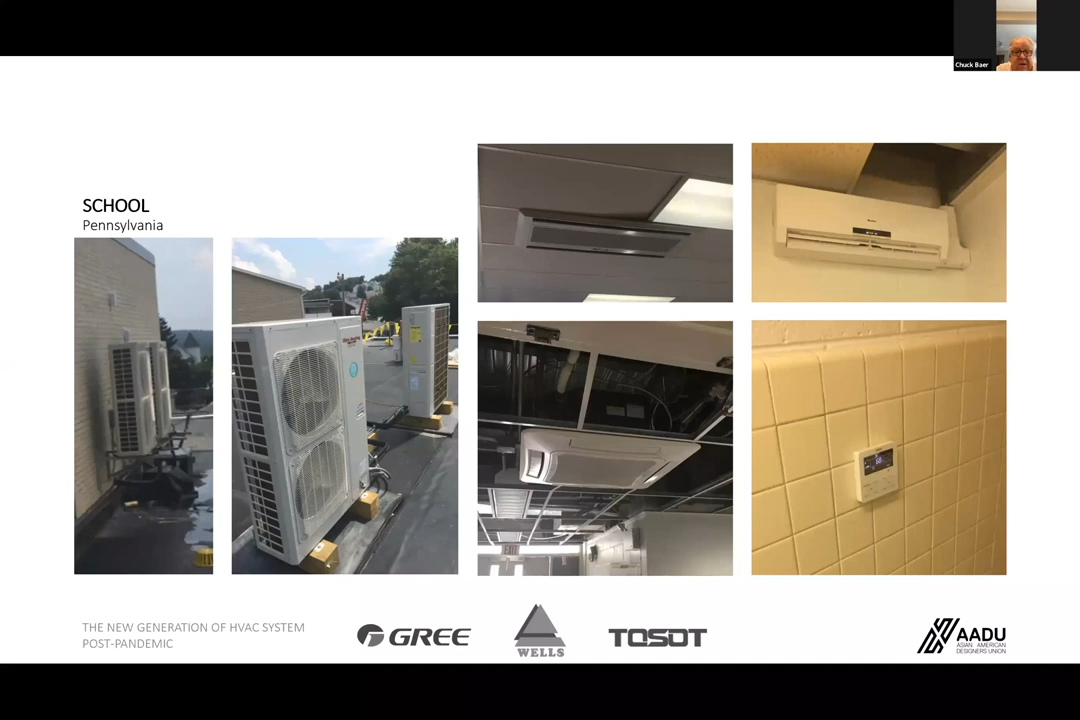 Chuck Baer
SCHOOL
Pennsylvania
EXIT
THE NEW GENERATION OF HVAC SYSTEM
POST-PANDEMIC
GREE
WELLS
TOSOT
AADU
ASIAN AMERICAN
DESIGNERS UNION